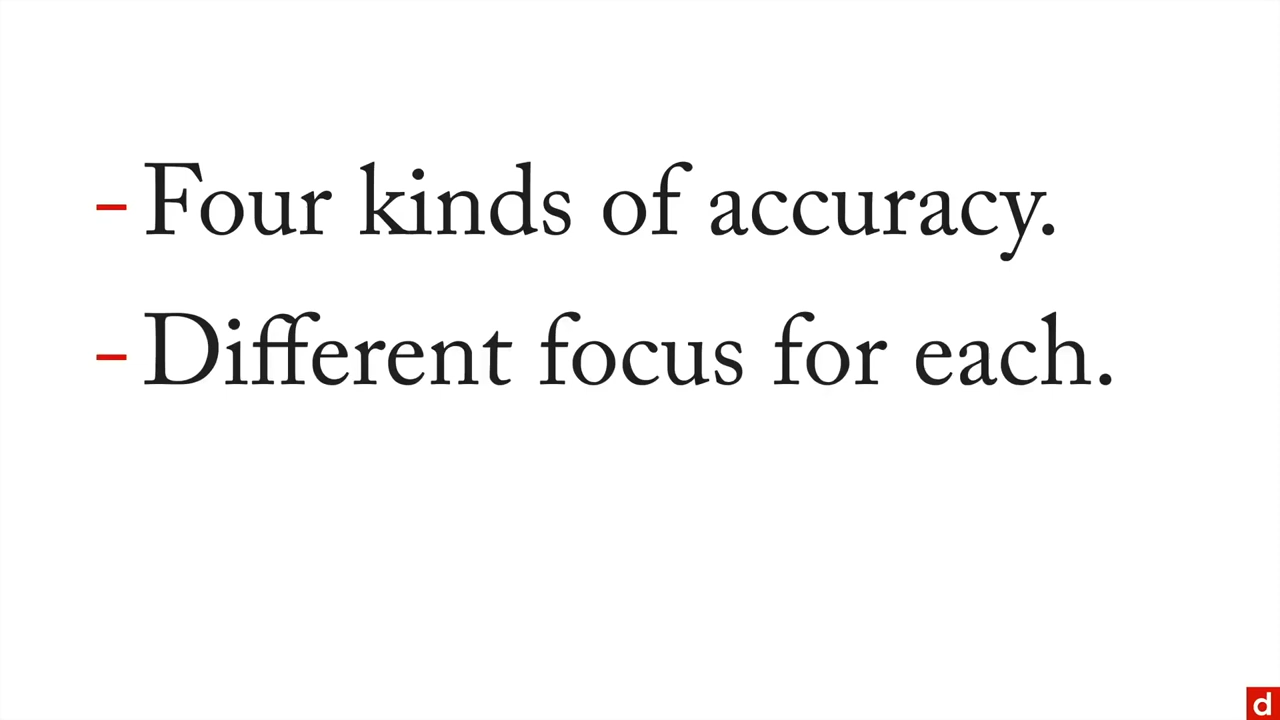 - Four kinds of accuracy.
- Different focus for each.
d